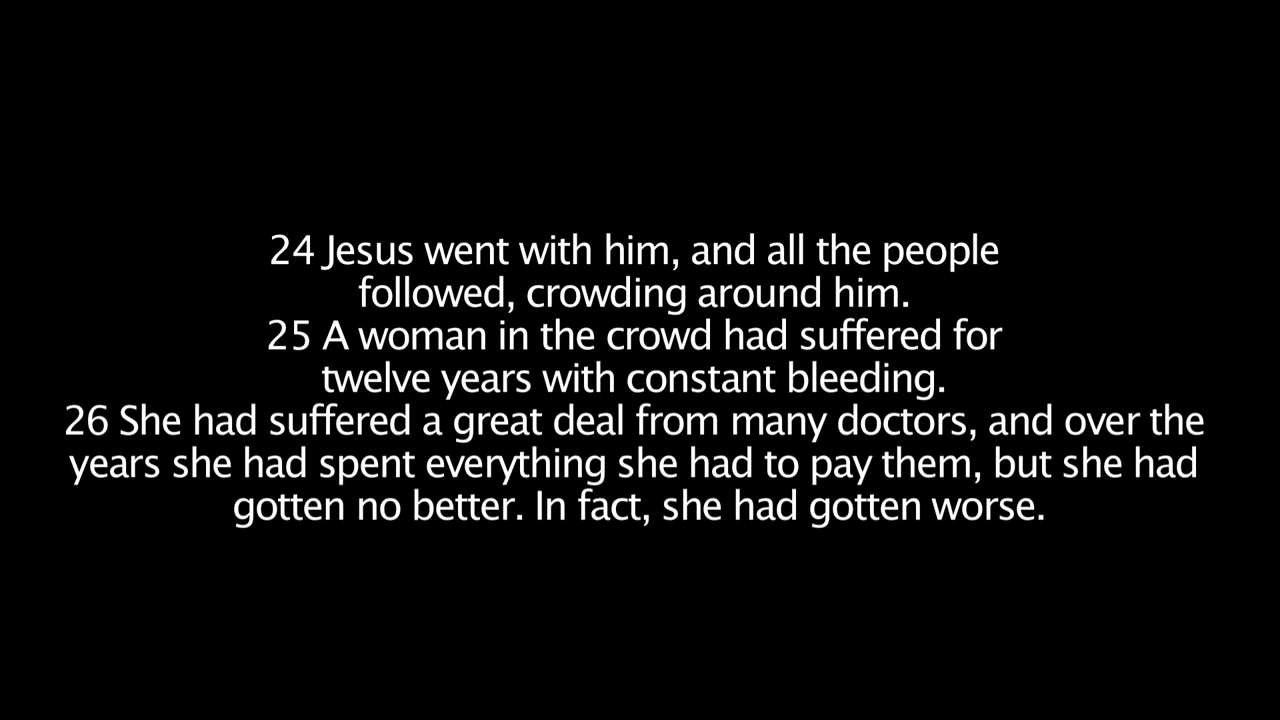 24 Jesus went with him, and all the people
followed, crowding around him.
25 A woman in the crowd had suffered for
twelve years with constant bleeding.
26 She had suffered a great deal from many doctors, and over the
years she had spent everything she had to pay them, but she had
gotten no better. In fact, she had gotten worse.